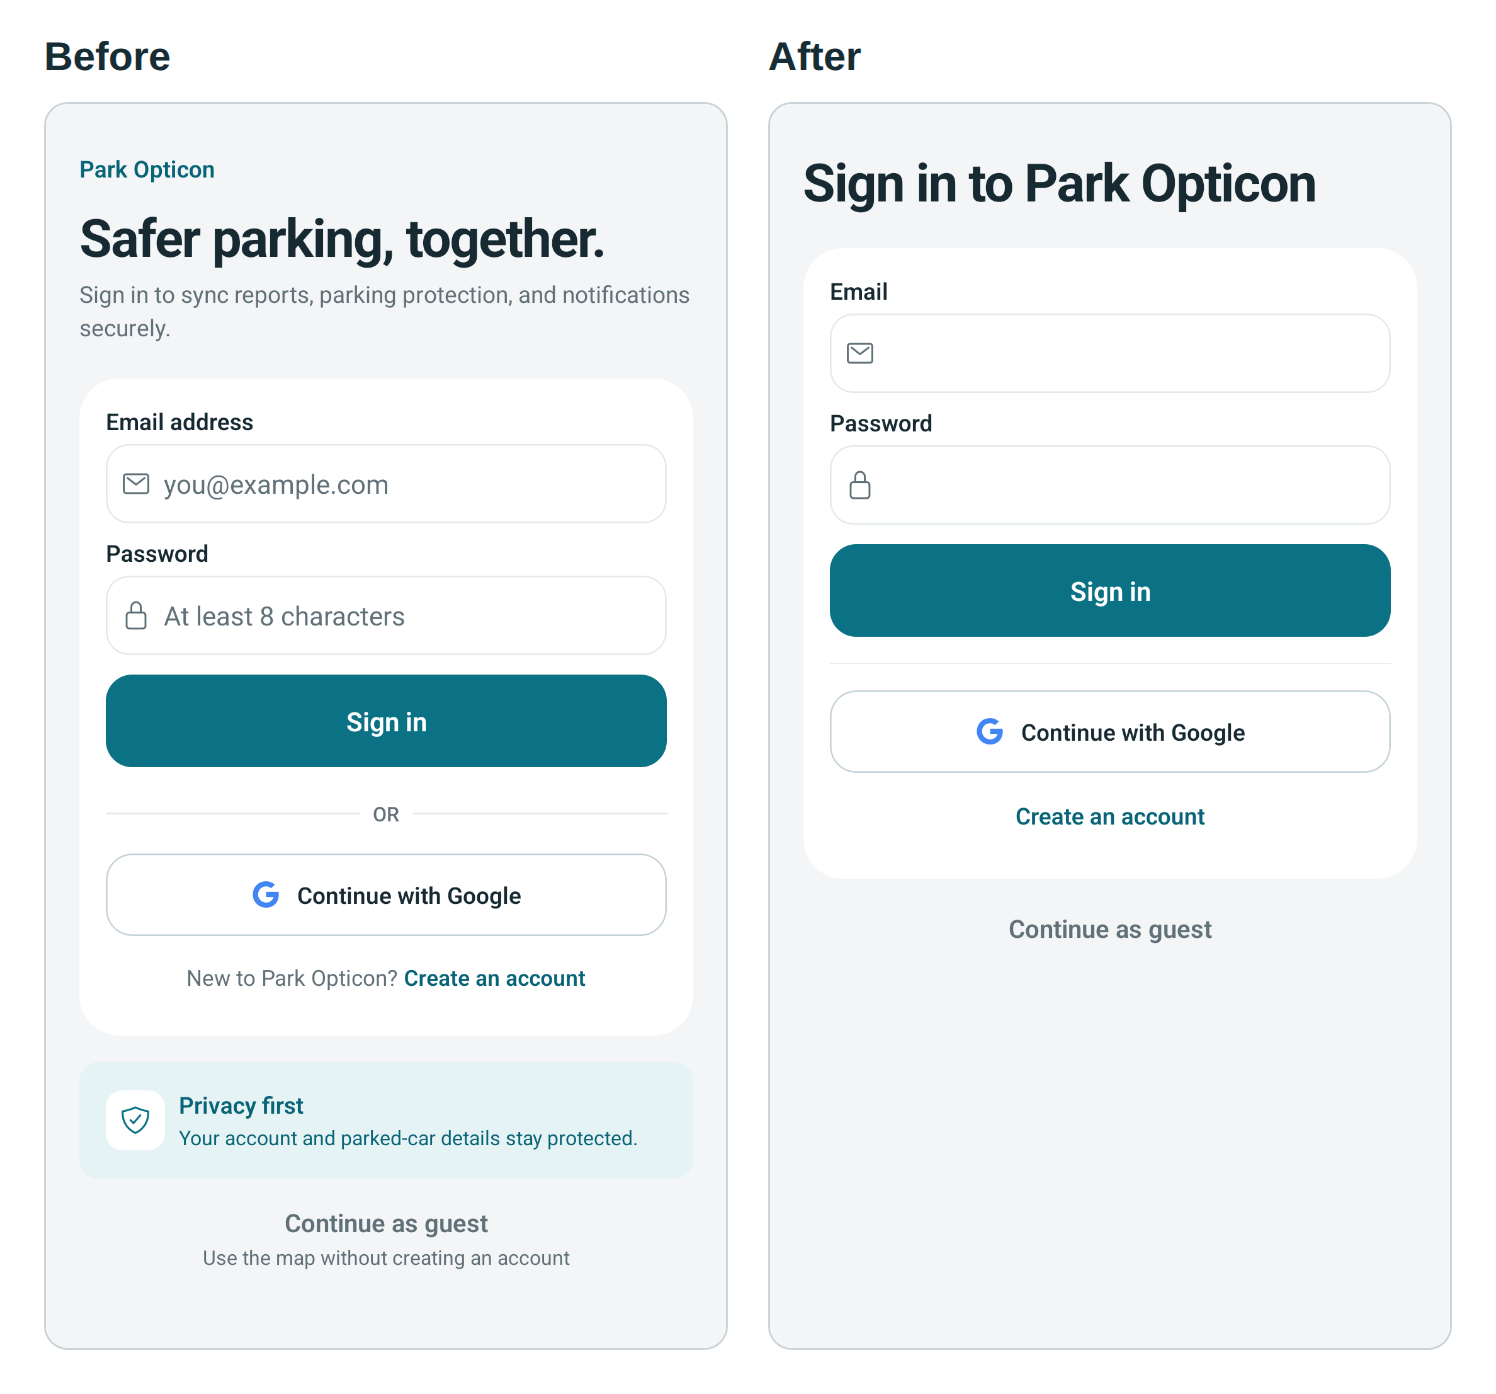 Before
Park Opticon
Safer parking, together.
Sign in to sync reports, parking protection, and notifications
securely.
Email address
you@example.com
Password
At least 8 characters
Sign in
OR
Continue with Google
New to Park Opticon? Create an account
Privacy first
Your account and parked-car details stay protected.
Continue as guest
Use the map without creating an account
After
Sign in to Park Opticon
Email
Password
Sign in
Continue with Google
Create an account
Continue as guest